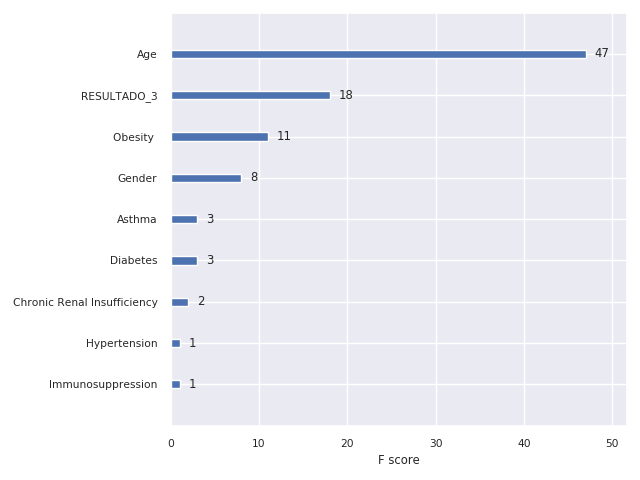 Age 47
RESULTADO_3 18
Obesity 11
Gender 8
Asthma 3
Diabetes 3
Chronic Renal Insufficiency 2
Hypertension 1
Immunosuppression 1
0 10 20 30 40 50
F score